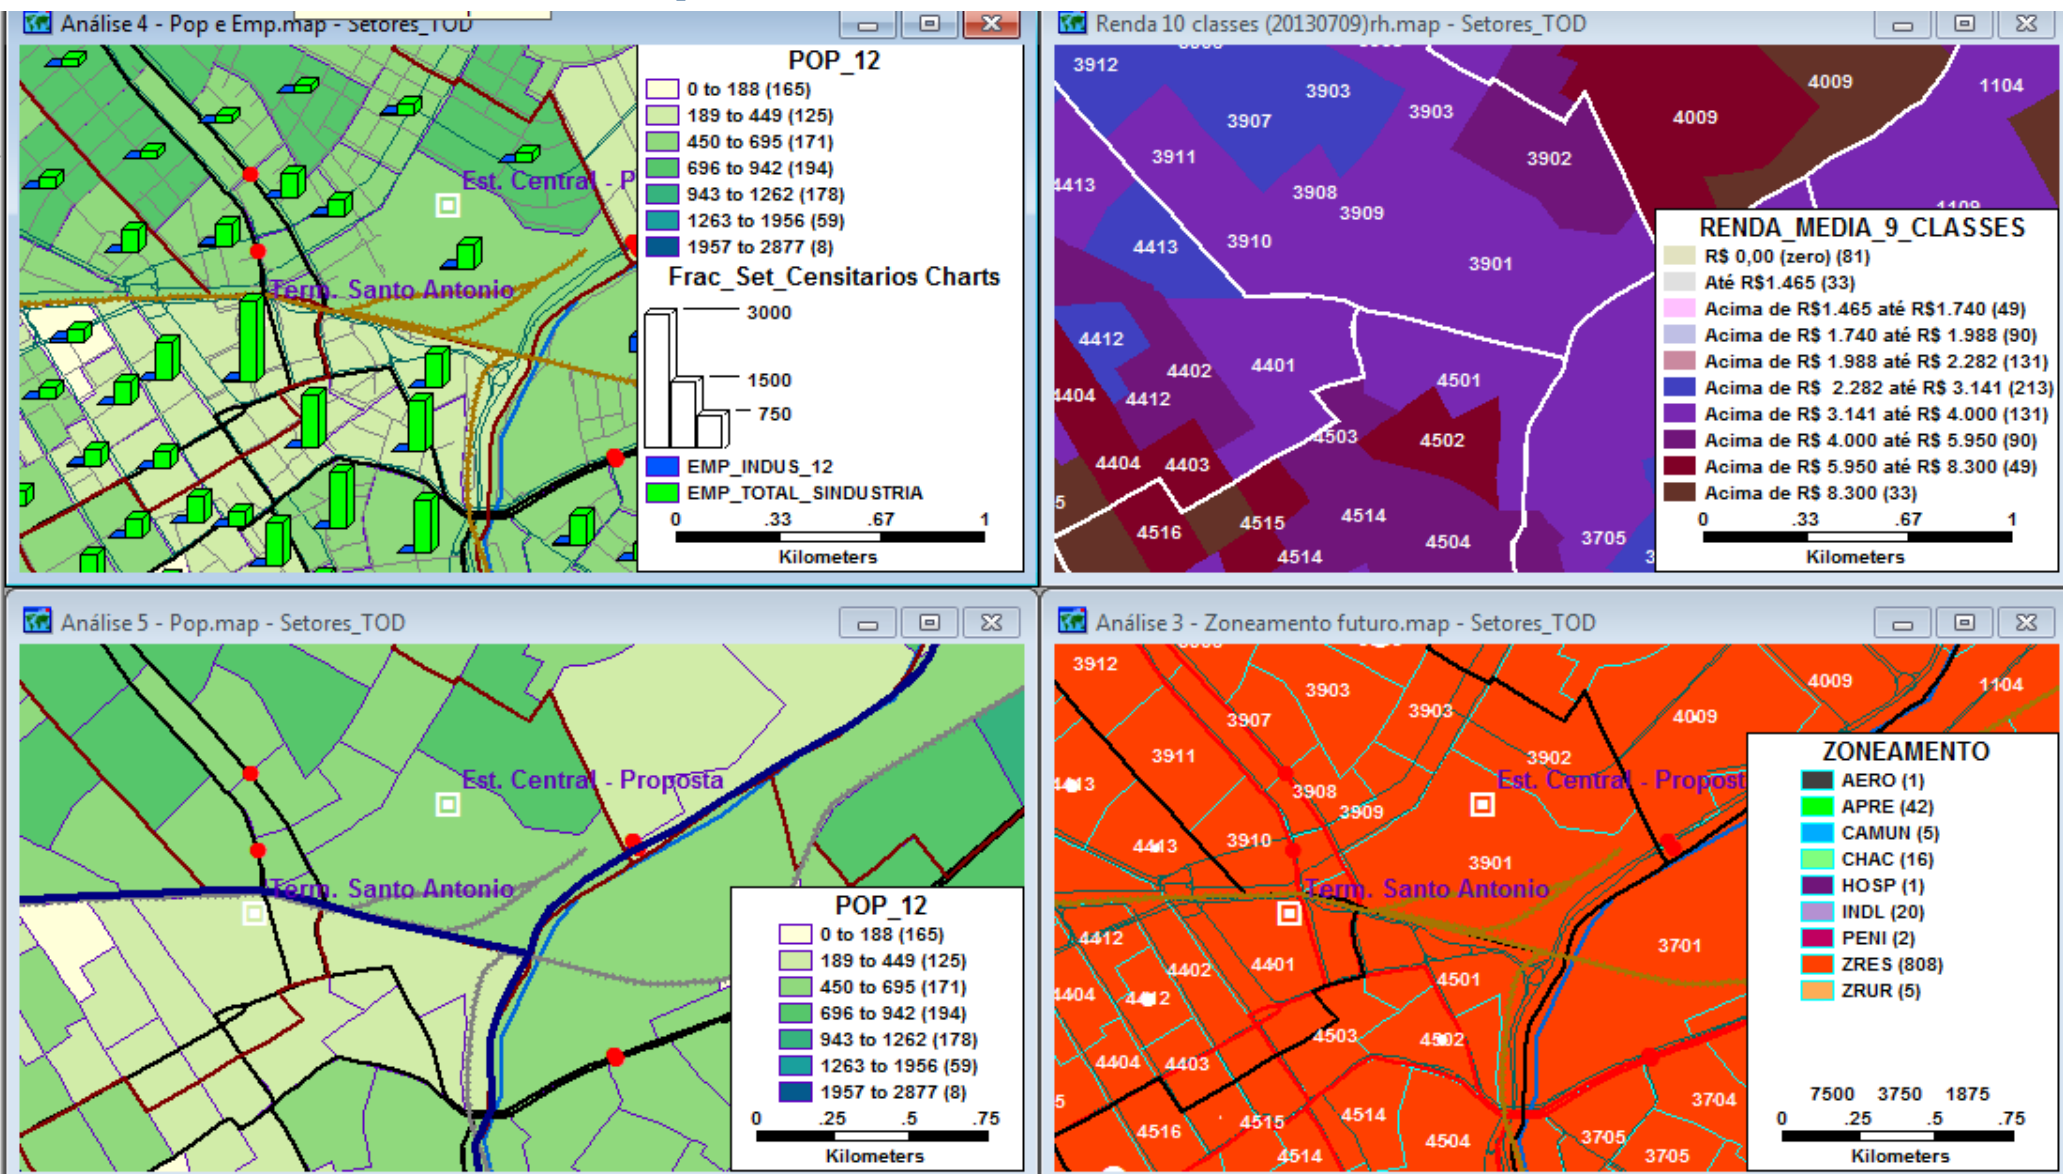 Análise 4 - Pop e Emp.map - Setores_TOD
Est. Central - P
Term. Santo Antonio
POP_12
0 to 188 (165)
189 to 449 (125)
450 to 695 (171)
696 to 942 (194)
943 to 1262 (178)
1263 to 1956 (59)
1957 to 2877 (8)
Frac_Set_Censitarios Charts
3000
1500
750
EMP_INDUS_12
EMP_TOTAL_SINDUSTRIA
0 .33 .67 1
Kilometers
Renda 10 classes (20130709)rh.map - Setores_TOD
3912
3903
4009
1104
3907
3903
4009
3911
3902
4413
3908
3909
1109
4413
3910
3901
4412
4402
4401
4501
4404
4412
4503
4502
4404
4403
5
4516
4515
4514
4514
4504
3705
3
RENDA_MEDIA_9_CLASSES
R$ 0,00 (zero) (81)
Até R$1.465 (33)
Acima de R$1.465 até R$1.740 (49)
Acima de R$ 1.740 até R$ 1.988 (90)
Acima de R$ 1.988 até R$ 2.282 (131)
Acima de R$ 2.282 até R$ 3.141 (213)
Acima de R$ 3.141 até R$ 4.000 (131)
Acima de R$ 4.000 até R$ 5.950 (90)
Acima de R$ 5.950 até R$ 8.300 (49)
Acima de R$ 8.300 (33)
0 .33 .67 1
Kilometers
Análise 5 - Pop.map - Setores_TOD
Est. Central - Proposta
Term. Santo Antonio
POP_12
0 to 188 (165)
189 to 449 (125)
450 to 695 (171)
696 to 942 (194)
943 to 1262 (178)
1263 to 1956 (59)
1957 to 2877 (8)
0 .25 .5 .75
Kilometers
Análise 3 - Zoneamento futuro.map - Setores_TOD
3912
3903
4009
1104
3907
3903
4009
3911
3902
Est. Central - Propost
4413
3908
3909
4413
3910
3901
Term. Santo Antonio
4412
4402
4401
4501
3701
4404
4412
4503
4502
4404
4403
5
4516
4515
4514
4514
4504
3705
3704
3705
ZONEAMENTO
AERO (1)
APRE (42)
CAMUN (5)
CHAC (16)
HOSP (1)
INDL (20)
PENI (2)
ZRES (808)
ZRUR (5)
7500 3750 1875
0 .25 .5 .75
Kilometers